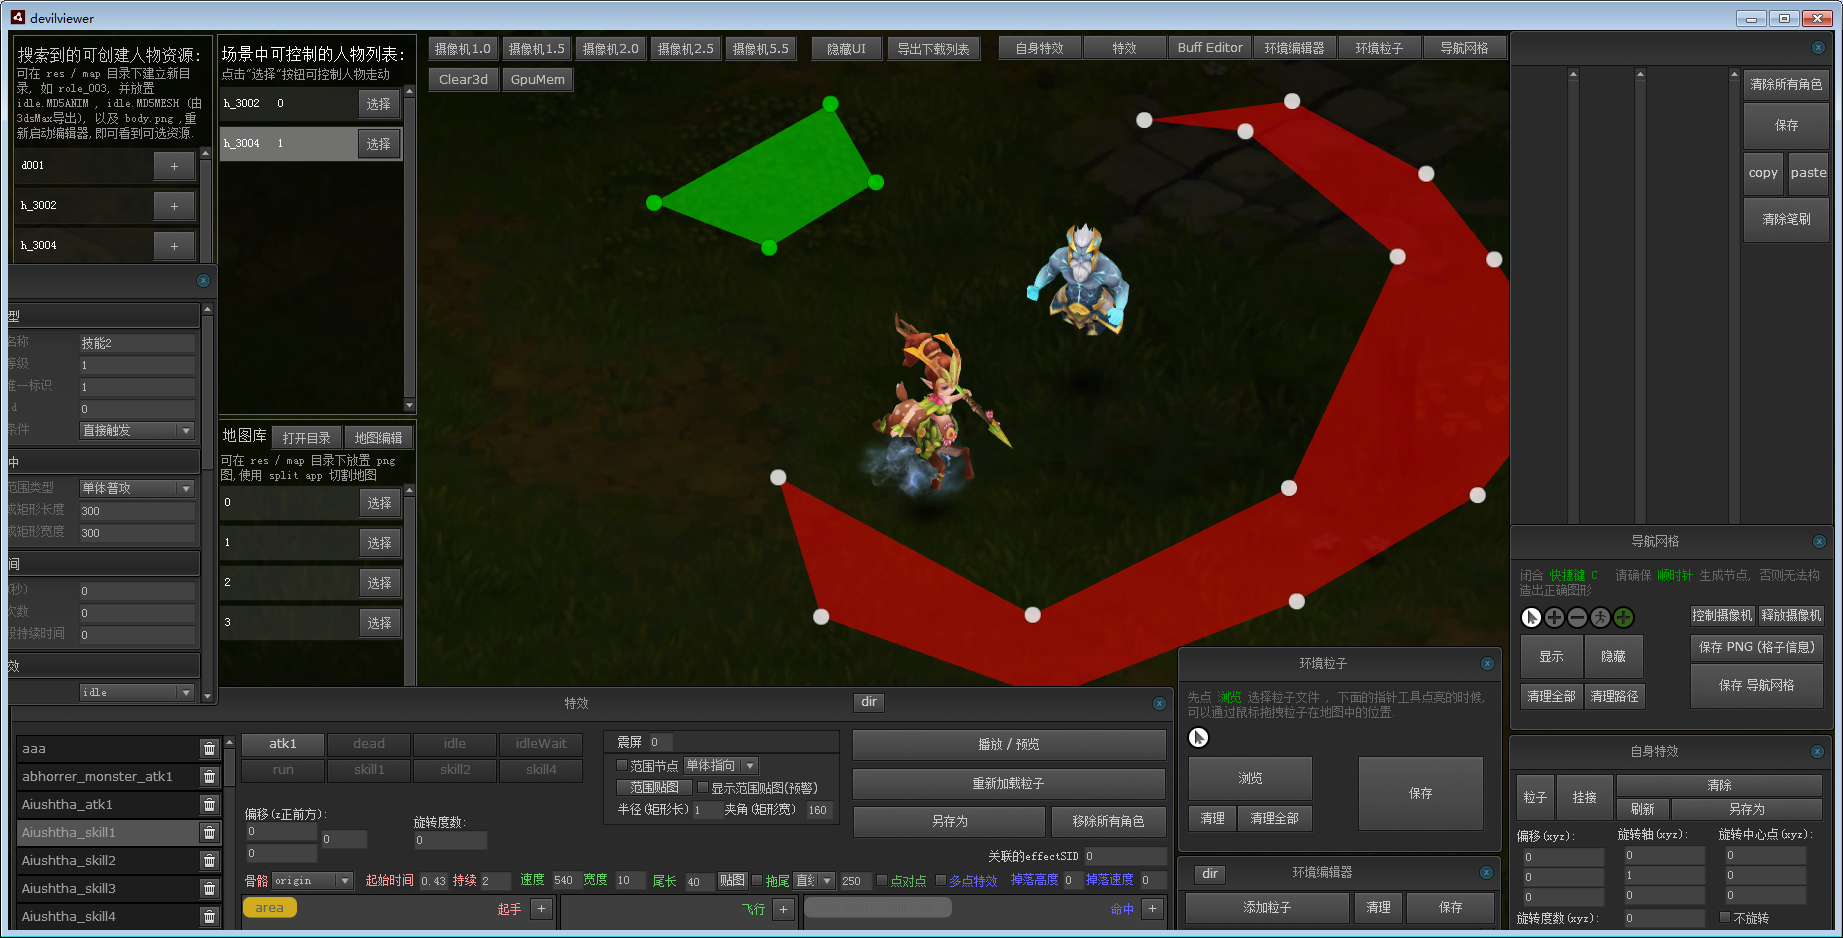 devilviewer
搜索到的可创建人物资源:
可在 res / map 目录下建立新目
录, 如 role_003, 并放置
idle.MD5ANIM , idle.MD5MESH (由
3dsMax导出), 以及 body.png ,重
新启动编辑器,即可看到可选资源.
d001 +
h_3002 +
h_3004 +
场景中可控制的人物列表:
点击"选择"按钮可控制人物走动
h_3002 0 选择
h_3004 1 选择
摄像机1.0 摄像机1.5 摄像机2.0 摄像机2.5 摄像机5.5 隐藏UI 导出下载列表 自身特效 特效 Buff Editor 环境编辑器 环境粒子 导航网格
Clear3d GpuMem
清除所有角色
保存
copy paste
清除笔刷
型
名称 技能2
等级 1
唯一标识 1
id 0
条件 直接触发
中
范围类型 单体普攻
或矩形长度 300
或矩形宽度 300
间
(秒) 0
次数 0
段持续时间 0
效
idle
地图库 打开目录 地图编辑
可在 res / map 目录下放置 png
图,使用 split app 切割地图
0 选择
1 选择
2 选择
3 选择
导航网格
闭合 快捷键 C 请确保 顺时针 生成节点, 否则无法构
造出正确图形
控制摄像机 释放摄像机
显示 隐藏 保存 PNG (格子信息)
清理全部 清理路径 保存 导航网格
环境粒子
先点 浏览 选择粒子文件 , 下面的指针工具点亮的时候,
可以通过鼠标拖拽粒子在地图中的位置.
浏览 保存
清理 清理全部
dir 环境编辑器
添加粒子 清理 保存
自身特效
粒子 挂接 清除
刷新 另存为
偏移(xyz): 旋转轴(xyz): 旋转中心点(xyz):
0 0 0
0 1 0
0 0 0
旋转度数(xyz): 0 不旋转
特效 dir
aaa
abhorrer_monster_atk1
Aiushtha_atk1
Aiushtha_skill1
Aiushtha_skill2
Aiushtha_skill3
Aiushtha_skill4
atk1 dead idle idleWait
run skill1 skill2 skill4
偏移(z正前方): 旋转度数:
0 0 0
0
震屏 0
范围节点 单体指向
范围贴图 显示范围贴图(预警)
半径(矩形长) 1 夹角(矩形宽) 160
播放 / 预览
重新加载粒子
另存为 移除所有角色
关联的effectSID 0
骨骼 origin 起始时间 0.43 持续 2 速度 540 宽度 10 尾长 40 贴图 拖尾 直线 250 点对点 多点特效 掉落高度 0 掉落速度 0
area 起手 + 飞行 + 命中 +